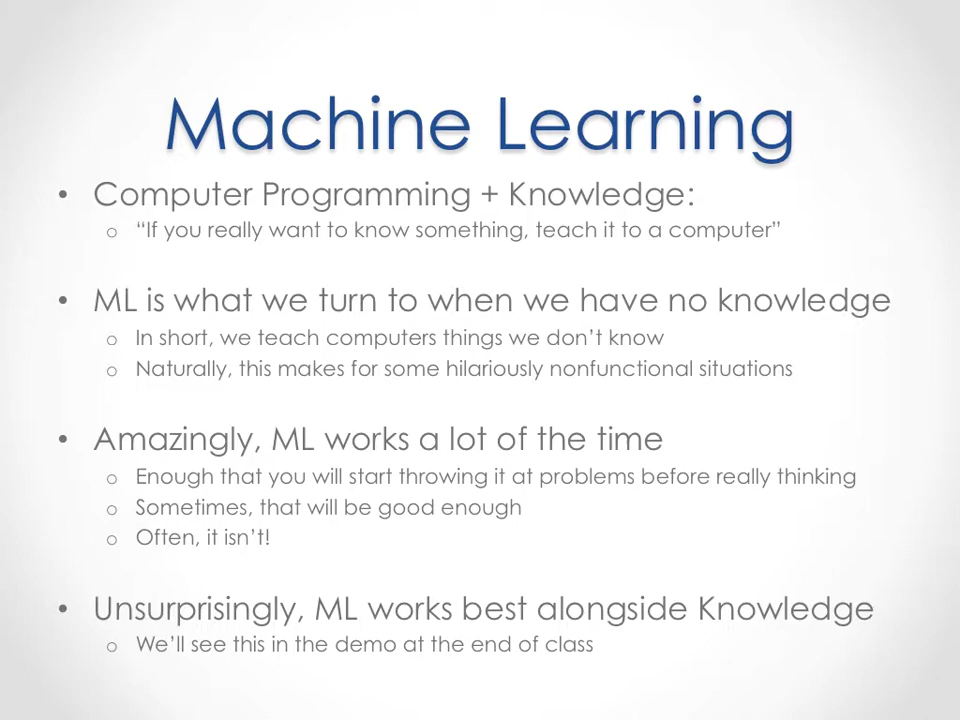 Machine Learning
• Computer Programming + Knowledge:
o “If you really want to know something, teach it to a computer”
• ML is what we turn to when we have no knowledge
o In short, we teach computers things we don’t know
o Naturally, this makes for some hilariously nonfunctional situations
• Amazingly, ML works a lot of the time
o Enough that you will start throwing it at problems before really thinking
o Sometimes, that will be good enough
o Often, it isn’t!
• Unsurprisingly, ML works best alongside Knowledge
o We’ll see this in the demo at the end of class